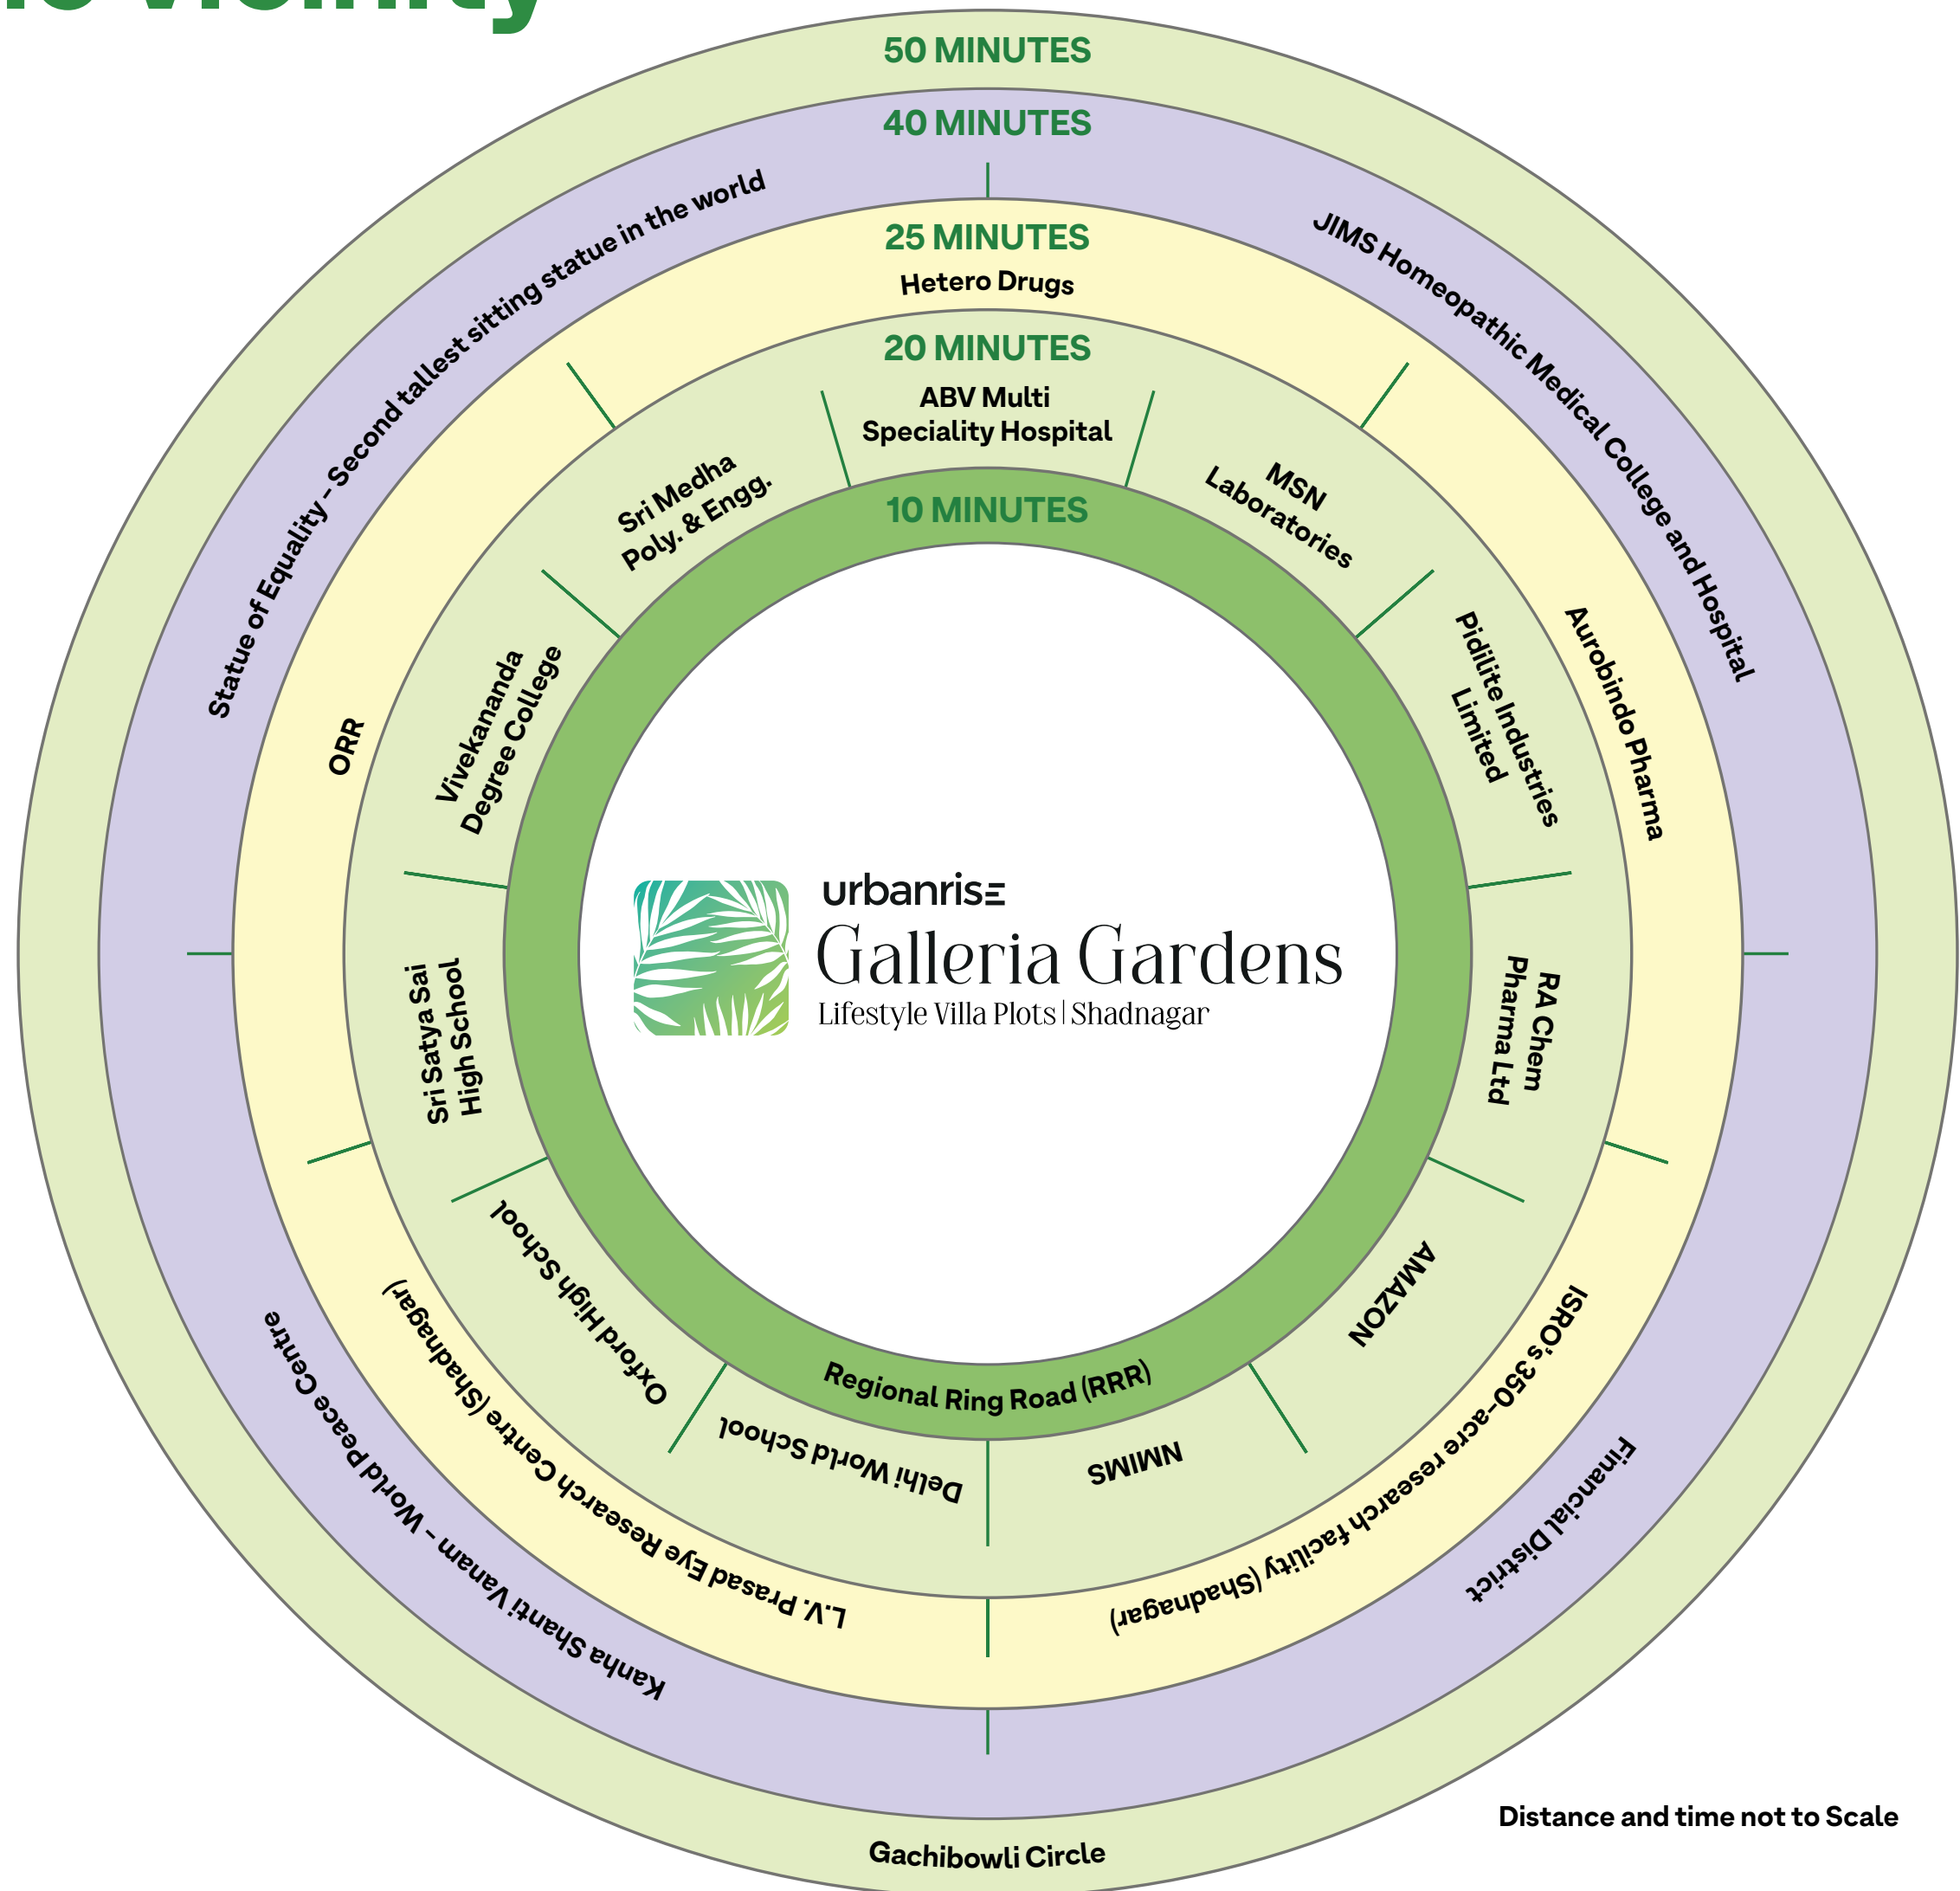 vicinity
50 MINUTES
40 MINUTES
Statue of Equality - Second tallest sitting statue in the world
JIMS Homeopathic Medical College and Hospital
Financial District
Kanha Shanti Vanam - World Peace Centre
25 MINUTES
Hetero Drugs
Aurobindo Pharma
ISRO's 350-acre research facility (Shadnagar)
L.V. Prasad Eye Research Centre (Shadnagar)
ORR
20 MINUTES
ABV Multi
Speciality Hospital
MSN
Laboratories
Pidilite Industries
Limited
RA Chem
Pharma Ltd
AMAZON
NMIMS
Delhi World School
Oxford High School
Sri Satya Sai
High School
Vivekananda
Degree College
Sri Medha
Poly. & Engg.
10 MINUTES
Regional Ring Road (RRR)
urbanrise
Galleria Gardens
Lifestyle Villa Plots | Shadnagar
Gachibowli Circle
Distance and time not to Scale